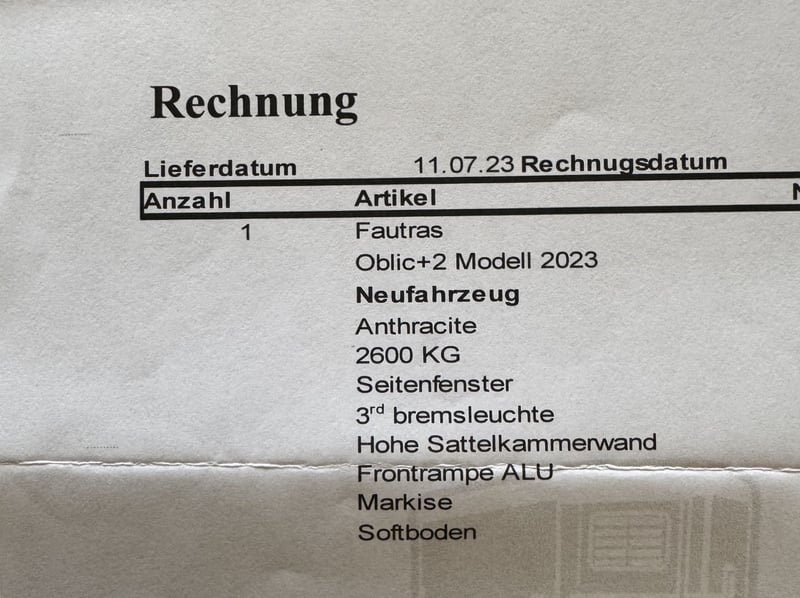 Rechnung
Lieferdatum 11.07.23 Rechnugsdatum
Anzahl Artikel
1 Fautras
Oblic+2 Modell 2023
Neufahrzeug
Anthracite
2600 KG
Seitenfenster
3rd bremsleuchte
Hohe Sattelkammerwand
Frontrampe ALU
Markise
Softboden